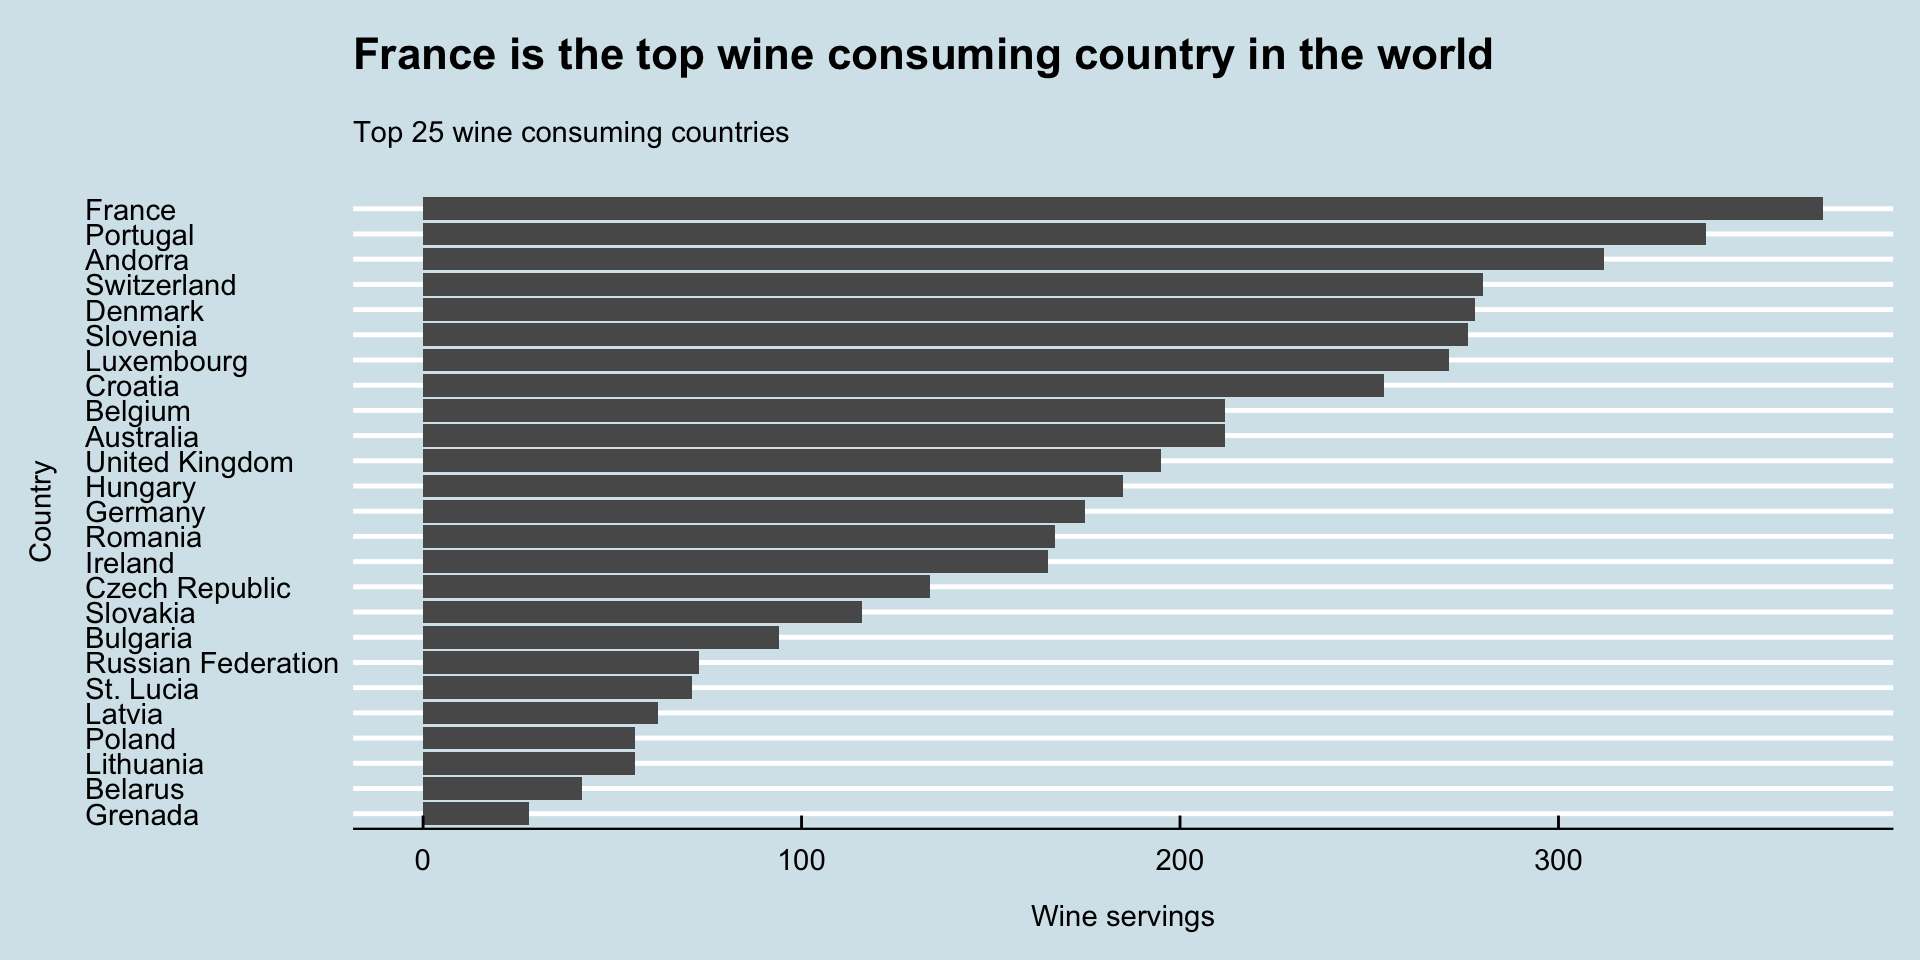 France is the top wine consuming country in the world
Top 25 wine consuming countries
France
Portugal
Andorra
Switzerland
Denmark
Slovenia
Luxembourg
Croatia
Belgium
Australia
United Kingdom
Hungary
Germany
Romania
Ireland
Czech Republic
Slovakia
Bulgaria
Russian Federation
St. Lucia
Latvia
Poland
Lithuania
Belarus
Grenada
Country
0 100 200 300
Wine servings